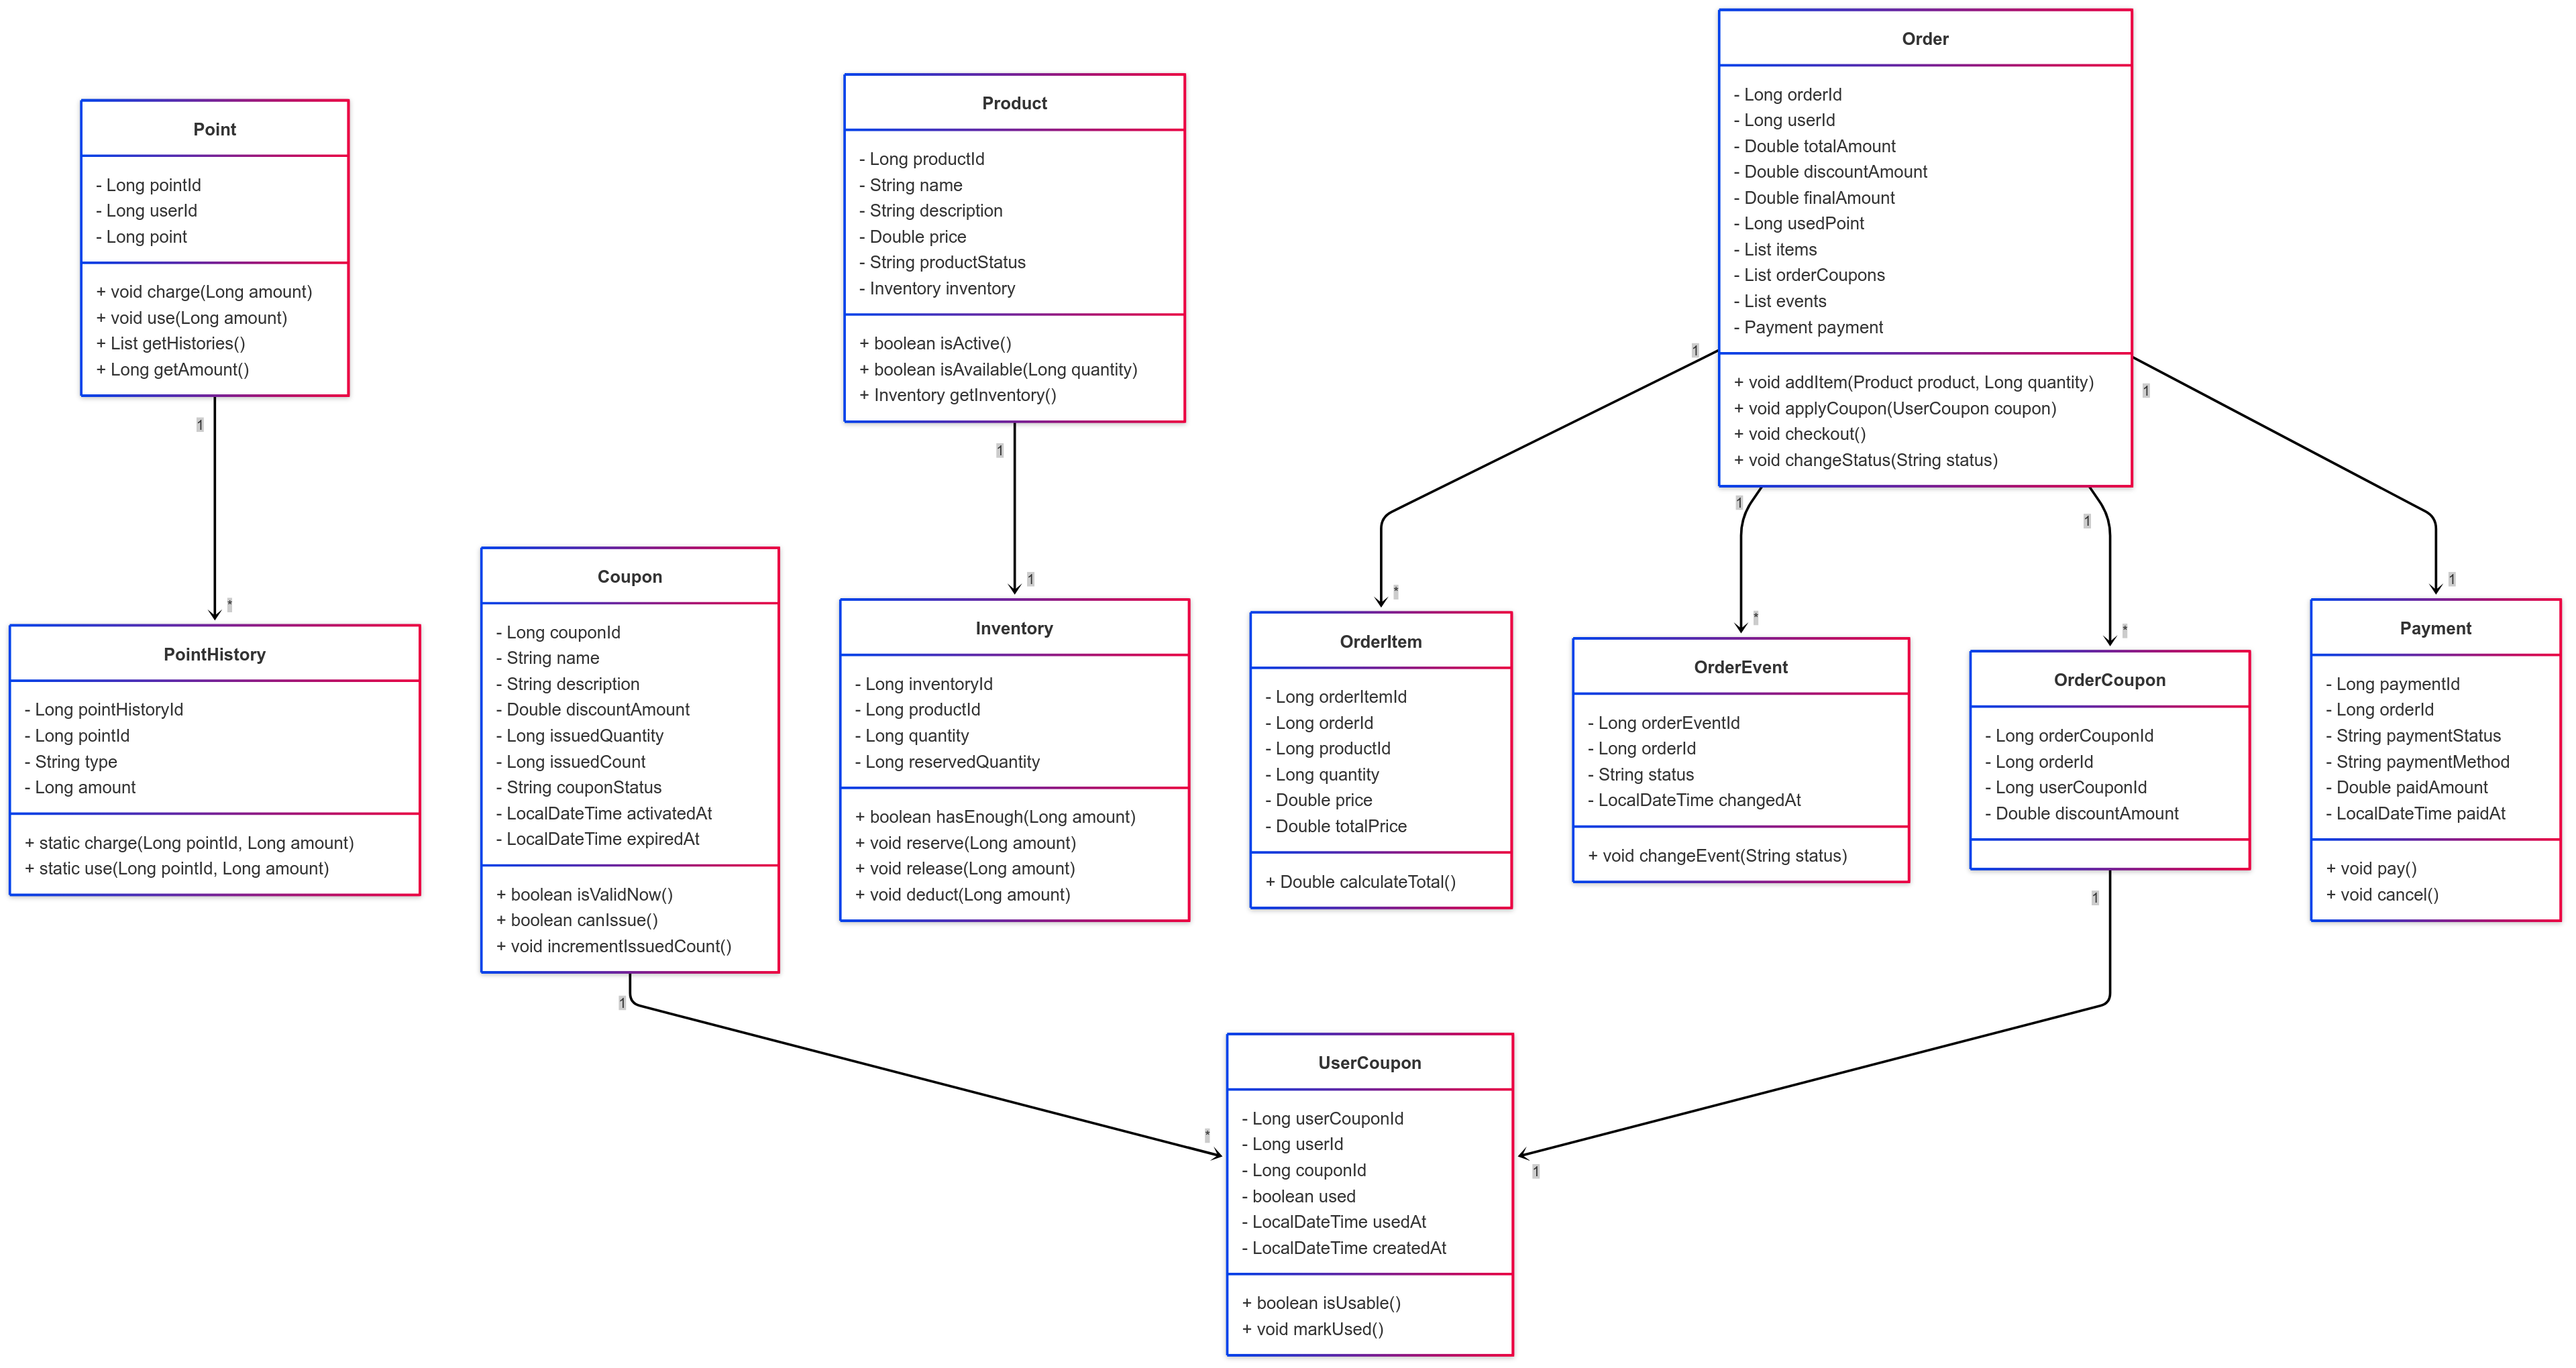 Point
- Long pointId
- Long userId
- Long point
+ void charge(Long amount)
+ void use(Long amount)
+ List getHistories()
+ Long getAmount()
1
*
PointHistory
- Long pointHistoryId
- Long pointId
- String type
- Long amount
+ static charge(Long pointId, Long amount)
+ static use(Long pointId, Long amount)
Coupon
- Long couponId
- String name
- String description
- Double discountAmount
- Long issuedQuantity
- Long issuedCount
- String couponStatus
- LocalDateTime activatedAt
- LocalDateTime expiredAt
+ boolean isValidNow()
+ boolean canIssue()
+ void incrementIssuedCount()
1
*
Product
- Long productId
- String name
- String description
- Double price
- String productStatus
- Inventory inventory
+ boolean isActive()
+ boolean isAvailable(Long quantity)
+ Inventory getInventory()
1
1
Inventory
- Long inventoryId
- Long productId
- Long quantity
- Long reservedQuantity
+ boolean hasEnough(Long amount)
+ void reserve(Long amount)
+ void release(Long amount)
+ void deduct(Long amount)
Order
- Long orderId
- Long userId
- Double totalAmount
- Double discountAmount
- Double finalAmount
- Long usedPoint
- List items
- List orderCoupons
- List events
- Payment payment
+ void addItem(Product product, Long quantity)
+ void applyCoupon(UserCoupon coupon)
+ void checkout()
+ void changeStatus(String status)
1
*
1
*
1
*
1
1
OrderItem
- Long orderItemId
- Long orderId
- Long productId
- Long quantity
- Double price
- Double totalPrice
+ Double calculateTotal()
OrderEvent
- Long orderEventId
- Long orderId
- String status
- LocalDateTime changedAt
+ void changeEvent(String status)
OrderCoupon
- Long orderCouponId
- Long orderId
- Long userCouponId
- Double discountAmount
1
1
Payment
- Long paymentId
- Long orderId
- String paymentStatus
- String paymentMethod
- Double paidAmount
- LocalDateTime paidAt
+ void pay()
+ void cancel()
UserCoupon
- Long userCouponId
- Long userId
- Long couponId
- boolean used
- LocalDateTime usedAt
- LocalDateTime createdAt
+ boolean isUsable()
+ void markUsed()